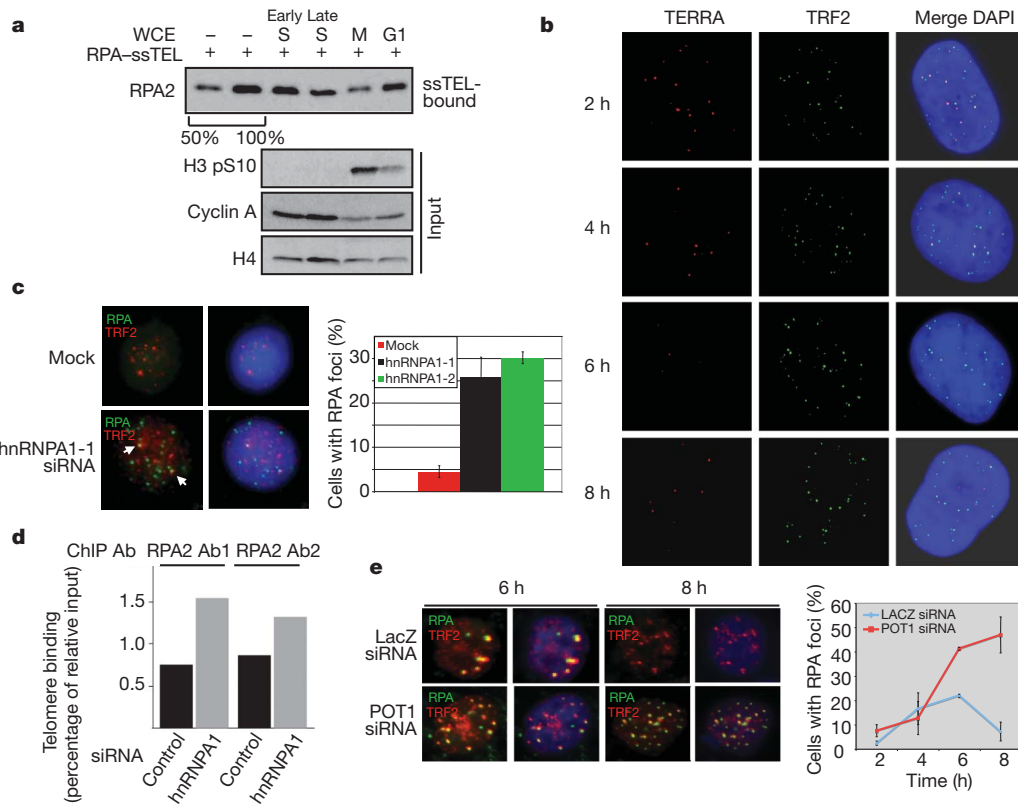 a
Early Late
WCE – – S S M G1
RPA–ssTEL + + + + + +
RPA2
ssTEL-
bound
50% 100%
H3 pS10
Cyclin A
H4
Input
b
TERRA TRF2 Merge DAPI
2 h
4 h
6 h
8 h
c
RPA
TRF2
Mock
RPA
TRF2
hnRNPA1-1
siRNA
Cells with RPA foci (%)
30
20
10
0
Mock
hnRNPA1-1
hnRNPA1-2
d
ChIP Ab RPA2 Ab1 RPA2 Ab2
Telomere binding
(percentage of relative input)
1.5
1.0
0.5
siRNA
Control
hnRNPA1
Control
hnRNPA1
e
6 h 8 h
LacZ
siRNA
RPA
TRF2
RPA
TRF2
POT1
siRNA
RPA
TRF2
RPA
TRF2
Cells with RPA foci (%)
60
50
40
30
20
10
0
LACZ siRNA
POT1 siRNA
2 4 6 8
Time (h)